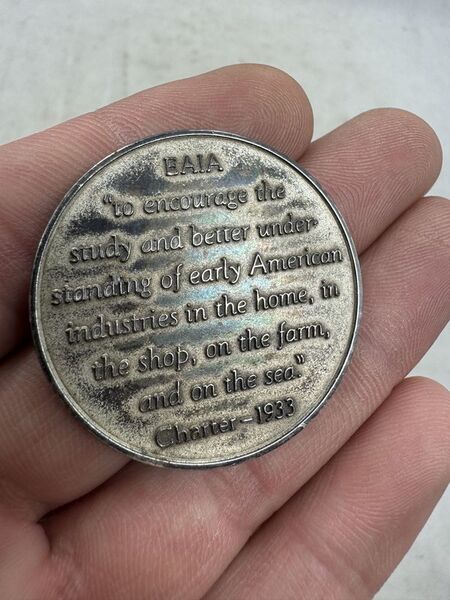 EAIA
"to encourage the
study and better under-
standing of early American
industries in the home, in
the shop, on the farm,
and on the sea."
Charter-1933